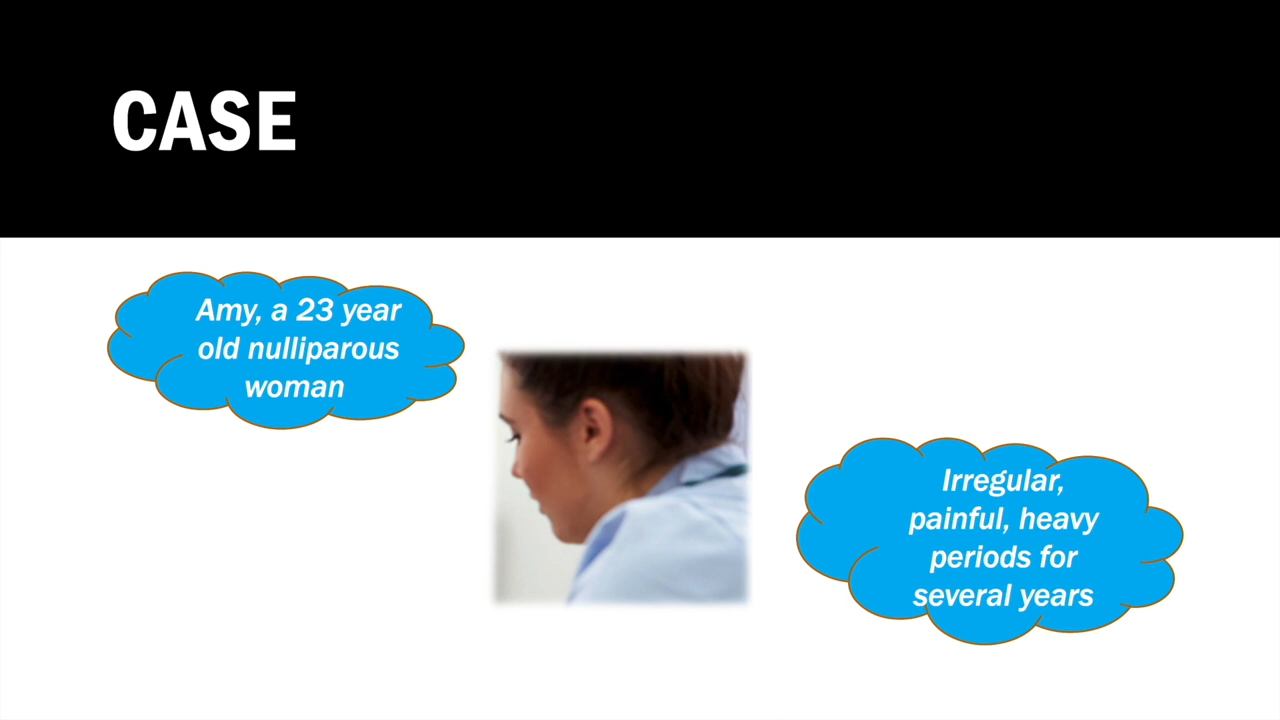 CASE
Amy, a 23 year
old nulliparous
woman
Irregular,
painful, heavy
periods for
several years